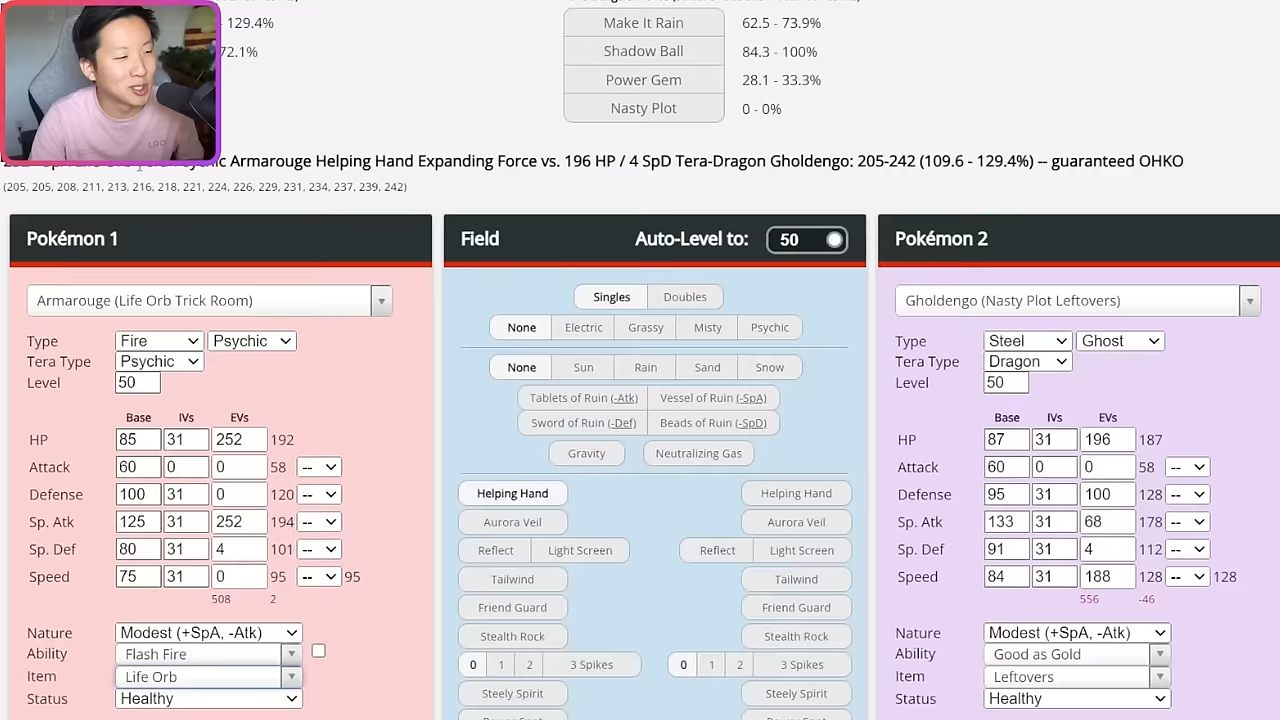 129.4%
72.1%
Make It Rain 62.5 - 73.9%
Shadow Ball 84.3 - 100%
Power Gem 28.1 - 33.3%
Nasty Plot 0 - 0%
Armarouge Helping Hand Expanding Force vs. 196 HP / 4 SpD Tera-Dragon Gholdengo: 205-242 (109.6 - 129.4%) -- guaranteed OHKO
(205, 205, 208, 211, 213, 216, 218, 221, 224, 226, 229, 231, 234, 237, 239, 242)
Pokémon 1
Armarouge (Life Orb Trick Room)
Type Fire Psychic
Tera Type Psychic
Level 50
Base IVs EVs
HP 85 31 252 192
Attack 60 0 0 58 --
Defense 100 31 0 120 --
Sp. Atk 125 31 252 194 --
Sp. Def 80 31 4 101 --
Speed 75 31 0 95 -- 95
508 2
Nature Modest (+SpA, -Atk)
Ability Flash Fire
Item Life Orb
Status Healthy
Field Auto-Level to: 50
Singles Doubles
None Electric Grassy Misty Psychic
None Sun Rain Sand Snow
Tablets of Ruin (-Atk) Vessel of Ruin (-SpA)
Sword of Ruin (-Def) Beads of Ruin (-SpD)
Gravity Neutralizing Gas
Helping Hand Helping Hand
Aurora Veil Aurora Veil
Reflect Light Screen Reflect Light Screen
Tailwind Tailwind
Friend Guard Friend Guard
Stealth Rock Stealth Rock
0 1 2 3 Spikes 0 1 2 3 Spikes
Steely Spirit Steely Spirit
Pokémon 2
Gholdengo (Nasty Plot Leftovers)
Type Steel Ghost
Tera Type Dragon
Level 50
Base IVs EVs
HP 87 31 196 187
Attack 60 0 0 58 --
Defense 95 31 100 128 --
Sp. Atk 133 31 68 178 --
Sp. Def 91 31 4 112 --
Speed 84 31 188 128 -- 128
556 -46
Nature Modest (+SpA, -Atk)
Ability Good as Gold
Item Leftovers
Status Healthy